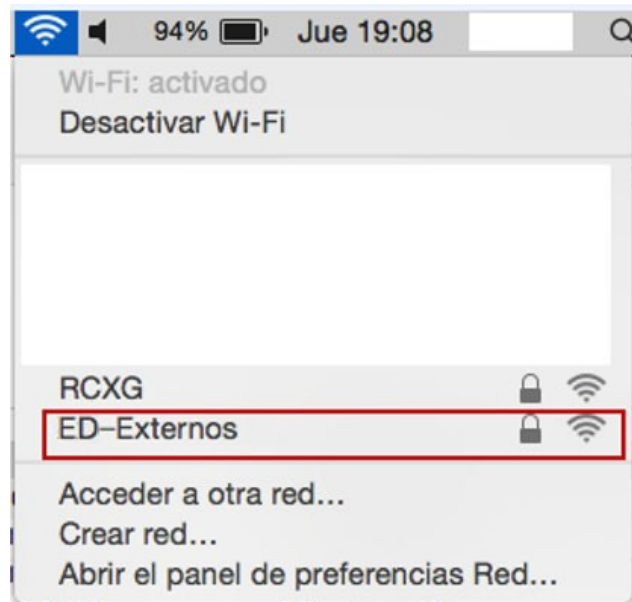 94% Jue 19:08
Wi-Fi: activado
Desactivar Wi-Fi
RCXG
ED-Externos
Acceder a otra red...
Crear red...
Abrir el panel de preferencias Red...